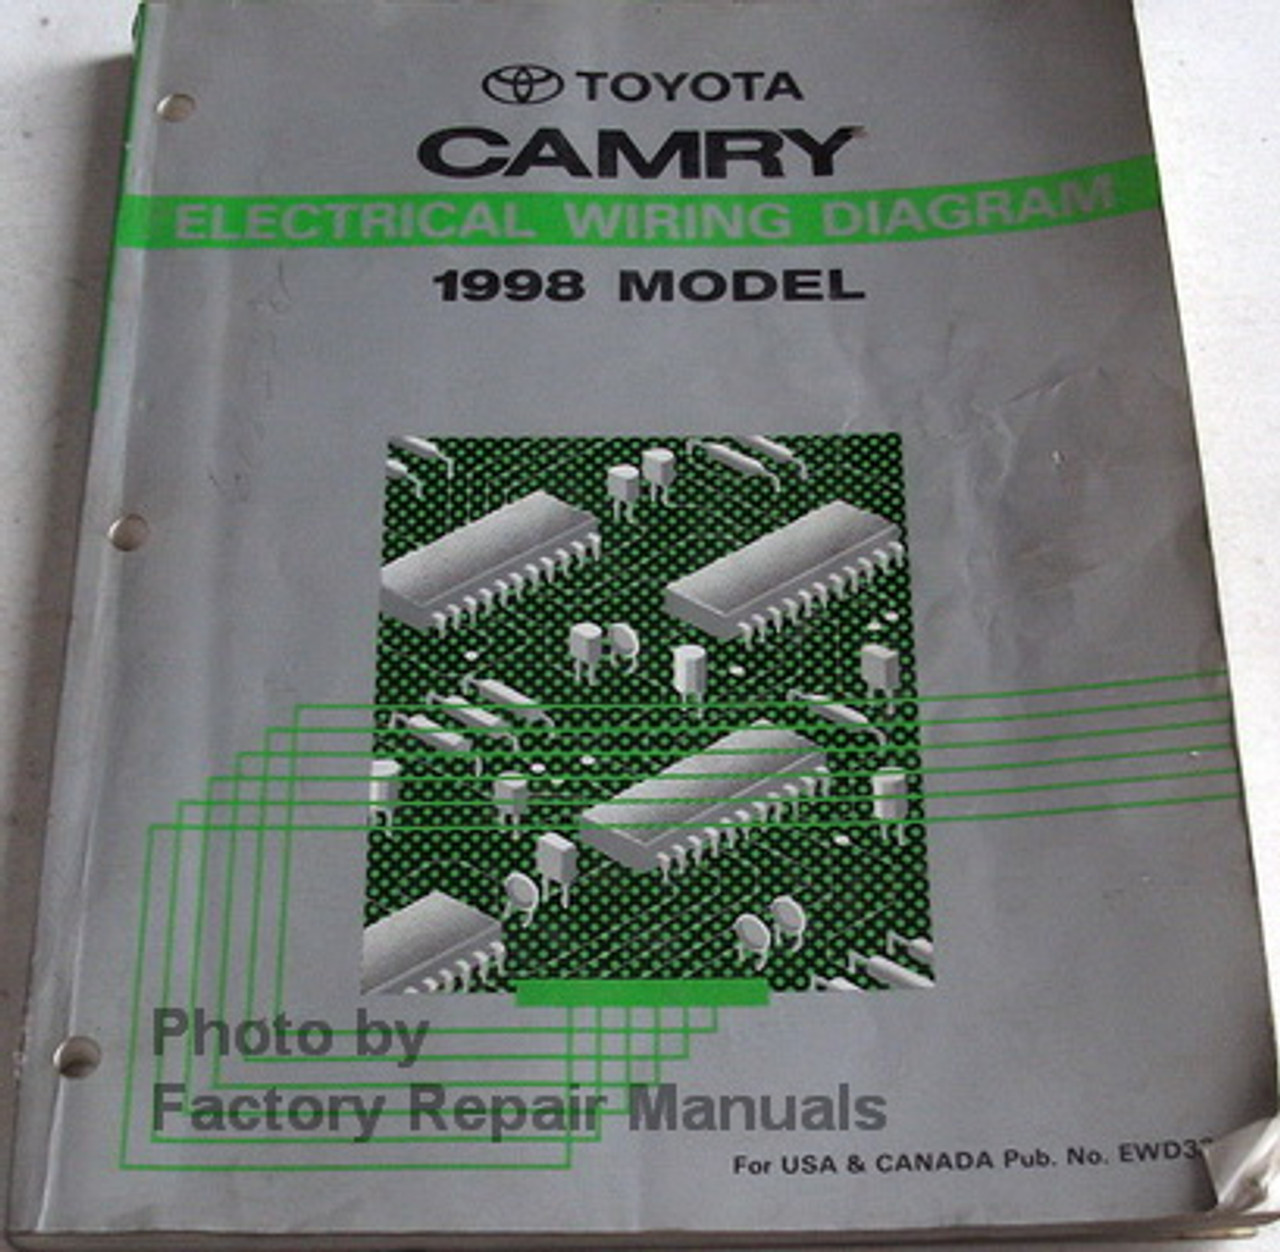 TOYOTA
CAMRY
ELECTRICAL WIRING DIAGRAM
1998 MODEL
Photo by
Factory Repair Manuals
For USA & CANADA Pub. No.